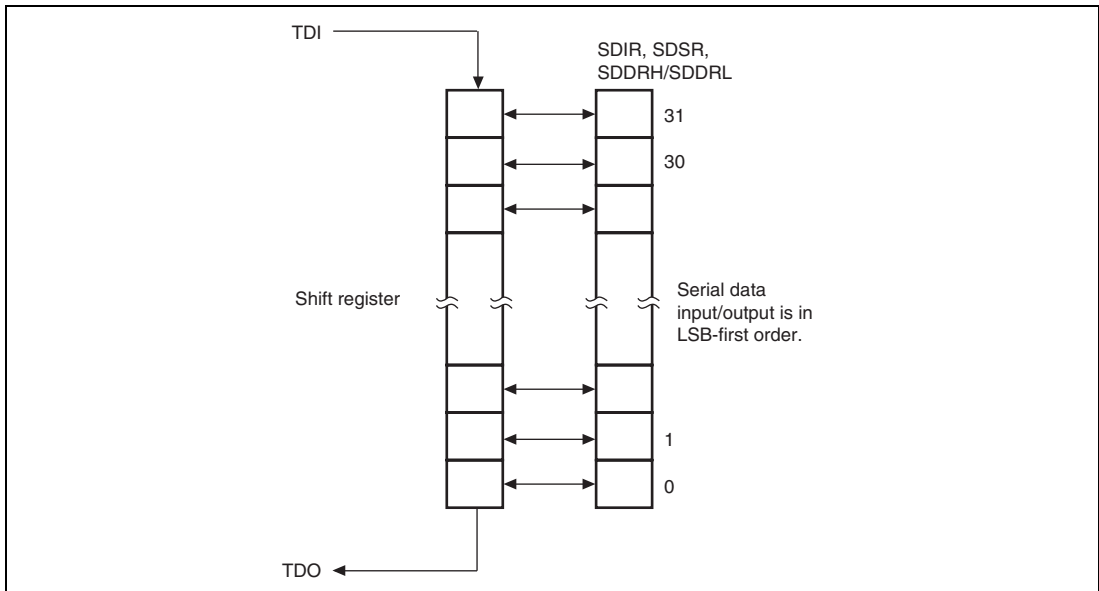 TDI
SDIR, SDSR,
SDDRH/SDDRL
31
30
Shift register
Serial data
input/output is in
LSB-first order.
1
0
TDO